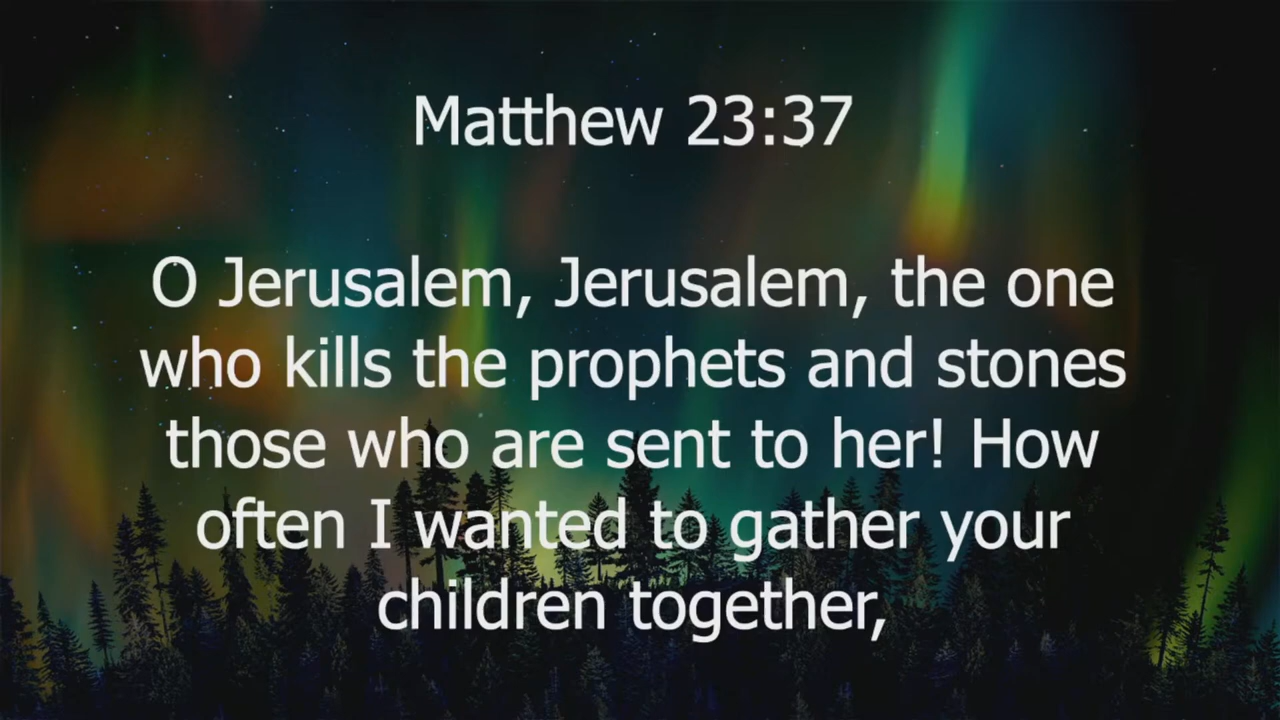 Matthew 23:37
O Jerusalem, Jerusalem, the one
who kills the prophets and stones
those who are sent to her! How
often I wanted to gather your
children together,